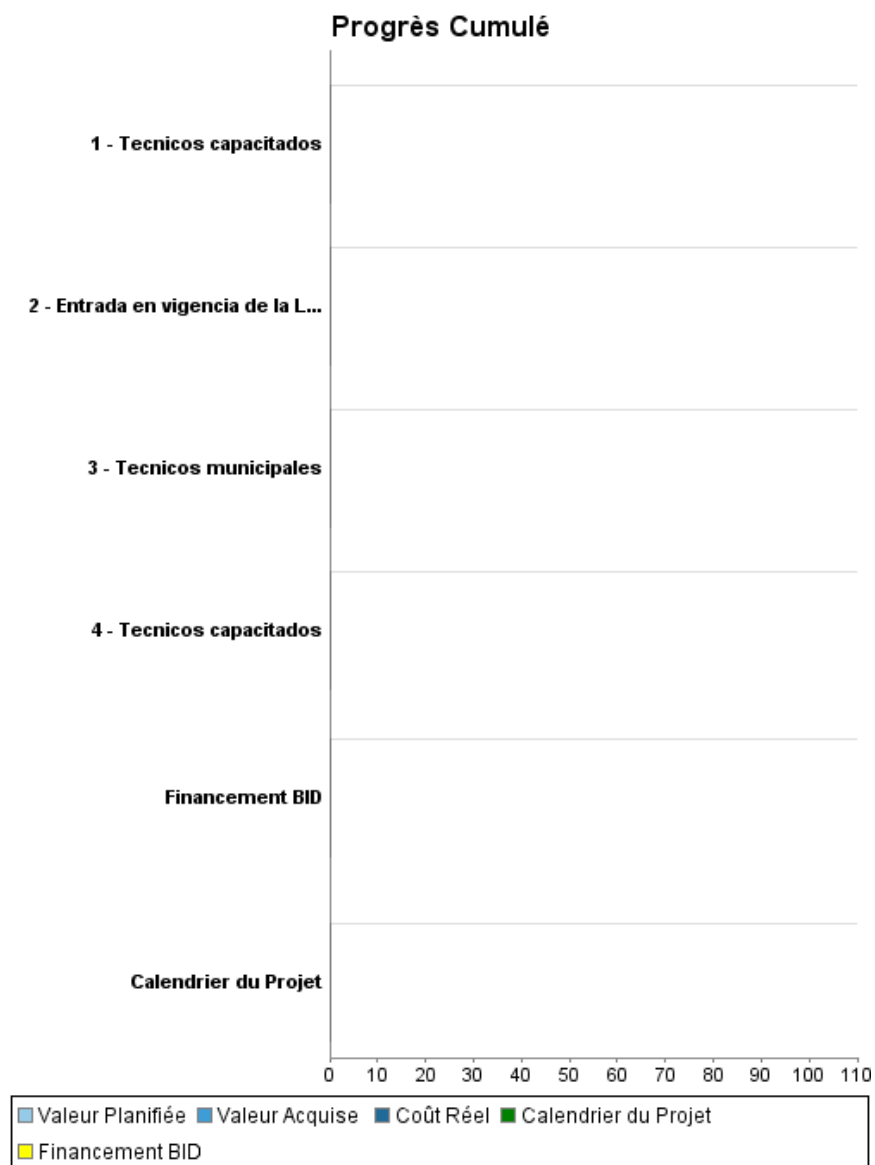 Progrès Cumulé
1 - Tecnicos capacitados
2 - Entrada en vigencia de la L...
3 - Tecnicos municipales
4 - Tecnicos capacitados
Financement BID
Calendrier du Projet
0 10 20 30 40 50 60 70 80 90 100 110
Valeur Planifiée Valeur Acquise Coût Réel Calendrier du Projet
Financement BID